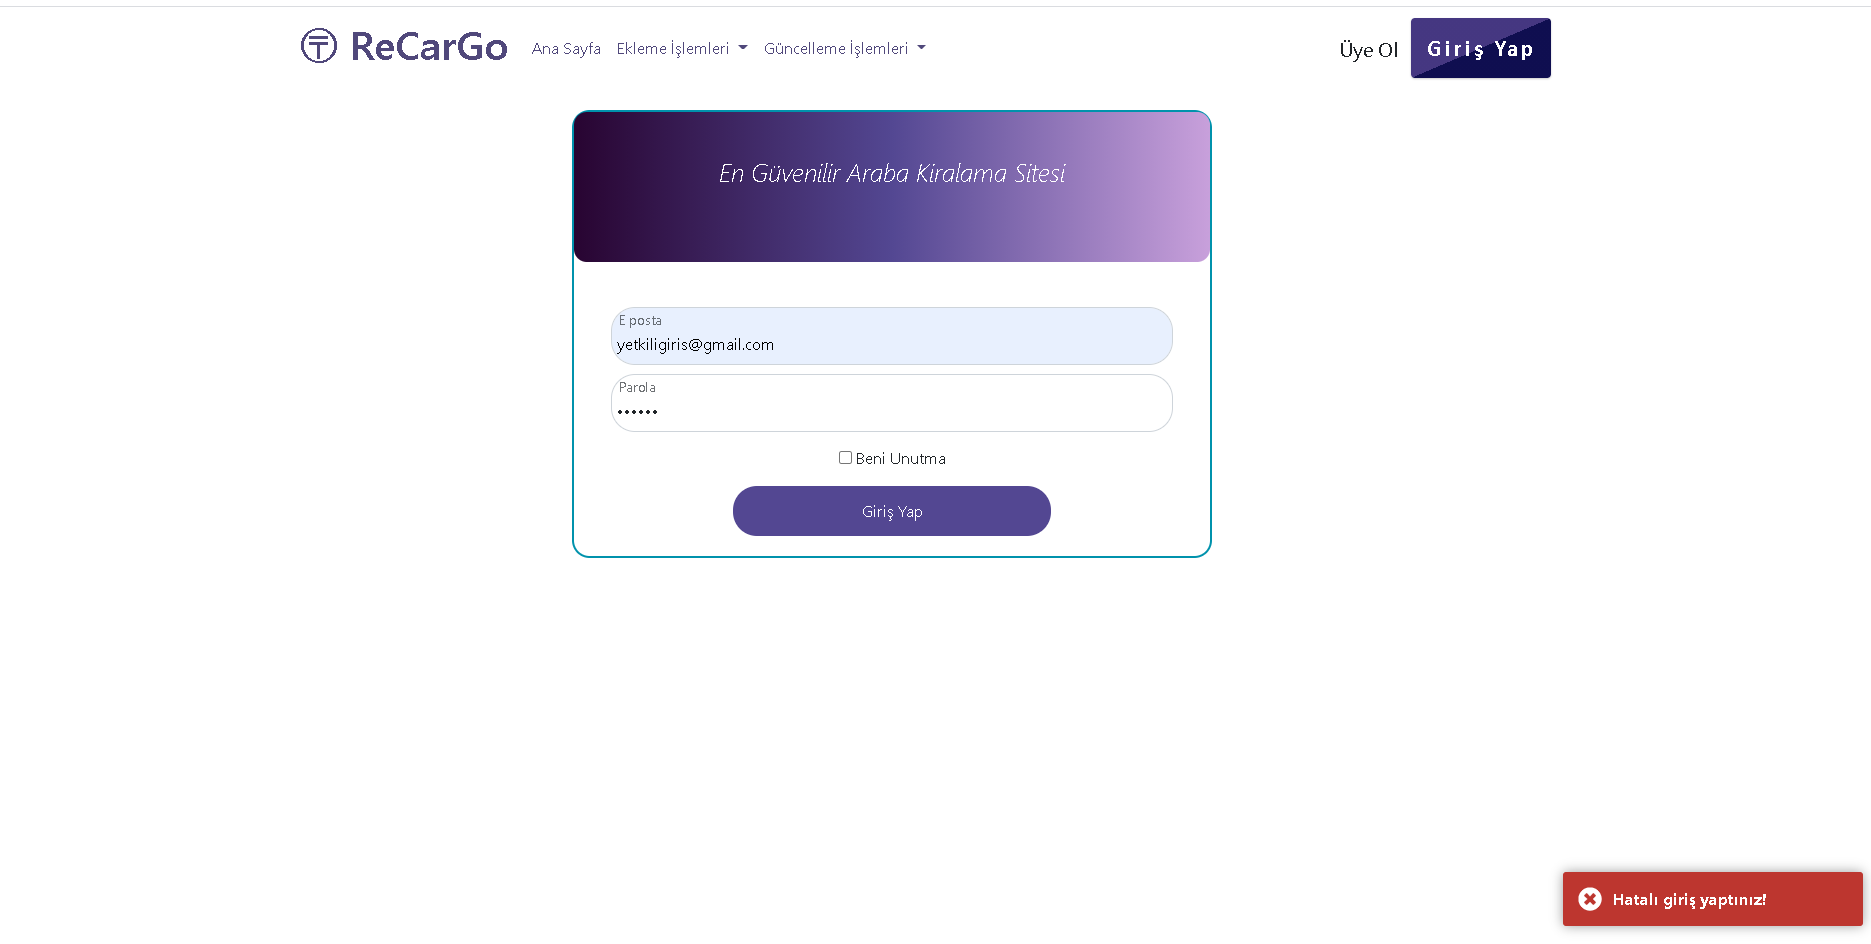 ReCarGo Ana Sayfa Ekleme İşlemleri Güncelleme İşlemleri Üye Ol Giriş Yap
En Güvenilir Araba Kiralama Sitesi
E posta
yetkiligiris@gmail.com
Parola
••••••
Beni Unutma
Giriş Yap
Hatalı giriş yaptınız!